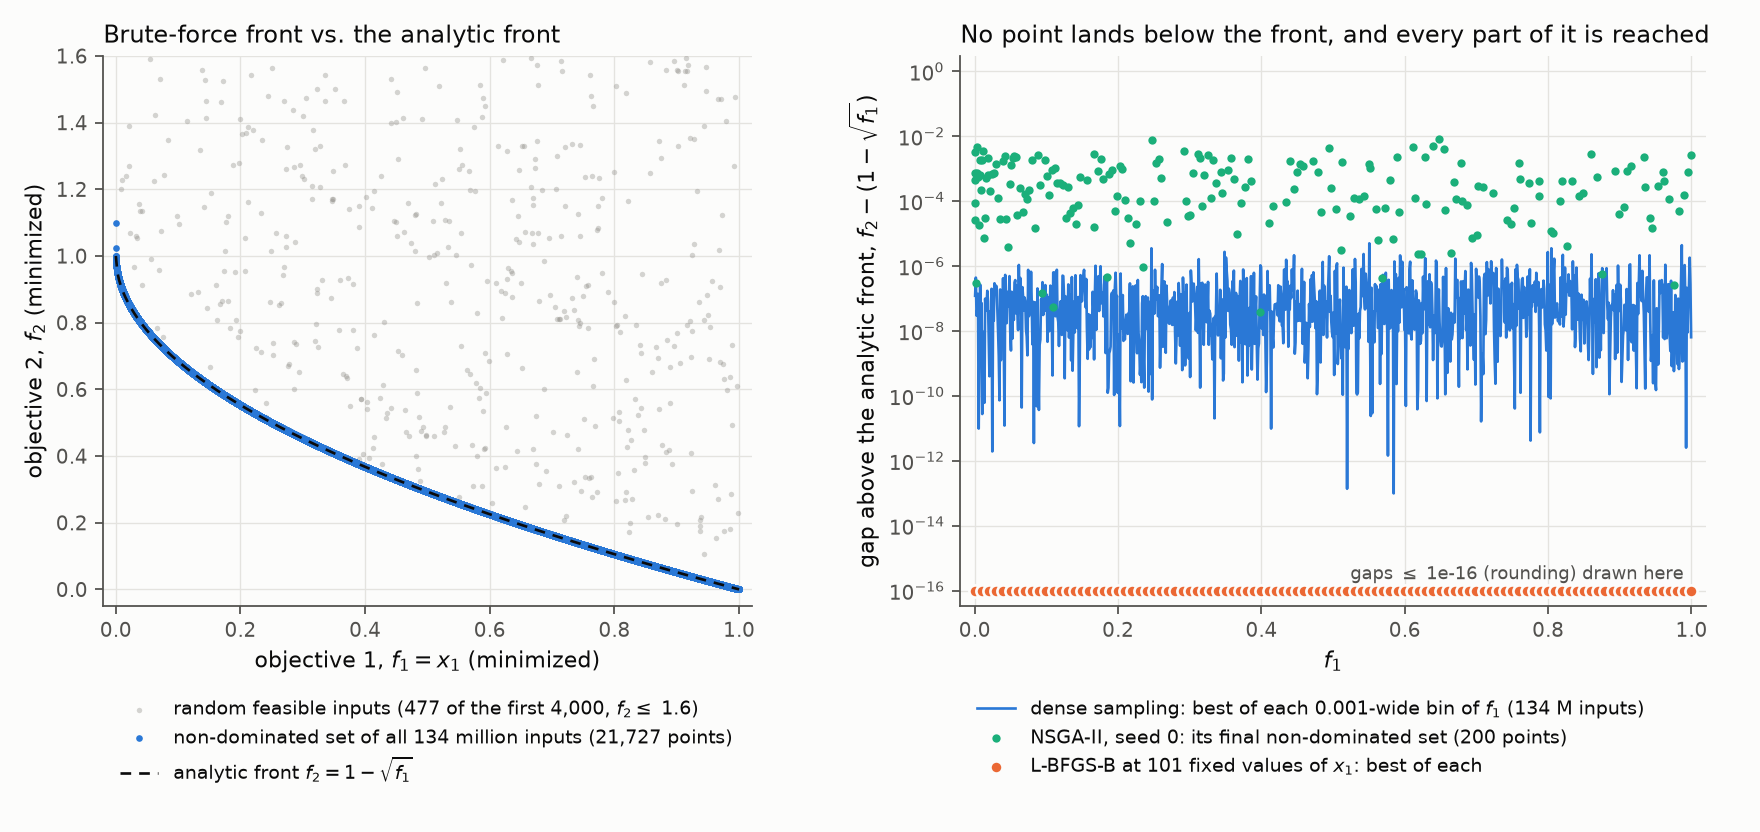 Brute-force front vs. the analytic front
objective 2, f₂ (minimized)
1.6
1.4
1.2
1.0
0.8
0.6
0.4
0.2
0.0
0.0 0.2 0.4 0.6 0.8 1.0
objective 1, f₁ = x₁ (minimized)
random feasible inputs (477 of the first 4,000, f₂ ≤ 1.6)
non-dominated set of all 134 million inputs (21,727 points)
analytic front f₂ = 1 − √f₁
No point lands below the front, and every part of it is reached
gap above the analytic front, f₂ − (1 − √f₁)
10⁰
10⁻²
10⁻⁴
10⁻⁶
10⁻⁸
10⁻¹⁰
10⁻¹²
10⁻¹⁴
10⁻¹⁶
gaps ≤ 1e-16 (rounding) drawn here
0.0 0.2 0.4 0.6 0.8 1.0
f₁
dense sampling: best of each 0.001-wide bin of f₁ (134 M inputs)
NSGA-II, seed 0: its final non-dominated set (200 points)
L-BFGS-B at 101 fixed values of x₁: best of each